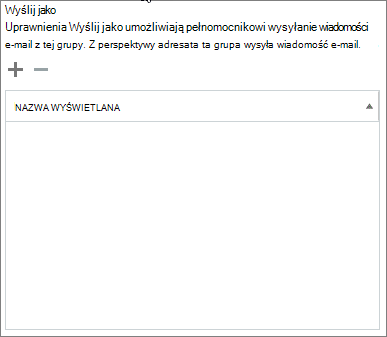 Wyślij jako
Uprawnienia Wyślij jako umożliwiają pełnomocnikowi wysyłanie wiadomości
e-mail z tej grupy. Z perspektywy adresata ta grupa wysyła wiadomość e-mail.
NAZWA WYŚWIETLANA